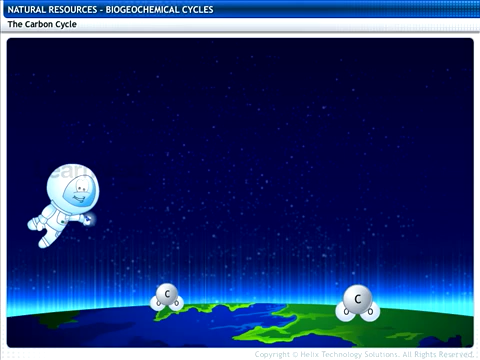 NATURAL RESOURCES - BIOGEOCHEMICAL CYCLES
The Carbon Cycle
C
O O
C
O O
Copyright © Helix Technology Solutions. All Rights Reserved.